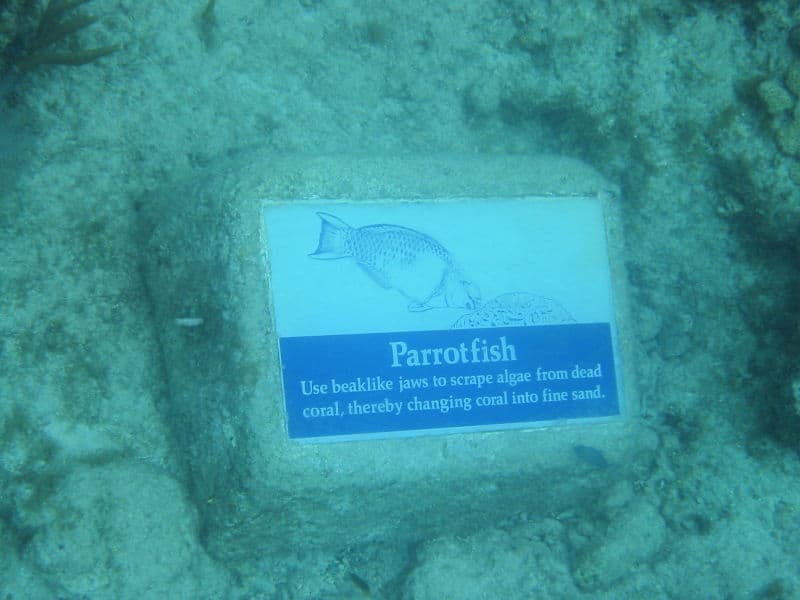 Parrotfish
Use beaklike jaws to scrape algae from dead
coral, thereby changing coral into fine sand.